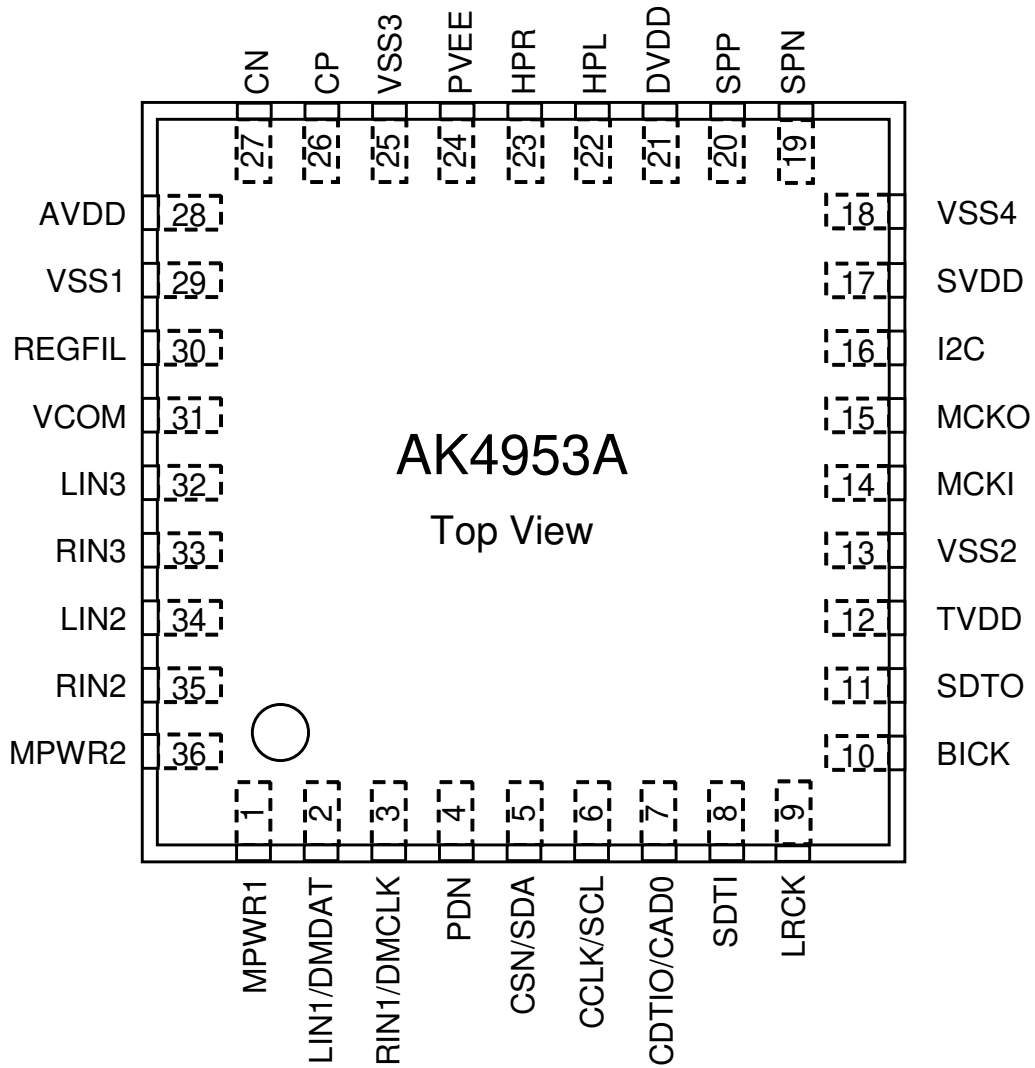 CN
CP
VSS3
PVEE
HPR
HPL
DVDD
SPP
SPN
27
26
25
24
23
22
21
20
19
AVDD 28
VSS1 29
REGFIL 30
VCOM 31
LIN3 32
RIN3 33
LIN2 34
RIN2 35
MPWR2 36
AK4953A
Top View
18 VSS4
17 SVDD
16 I2C
15 MCKO
14 MCKI
13 VSS2
12 TVDD
11 SDTO
10 BICK
1
2
3
4
5
6
7
8
9
MPWR1
LIN1/DMDAT
RIN1/DMCLK
PDN
CSN/SDA
CCLK/SCL
CDTIO/CAD0
SDTI
LRCK